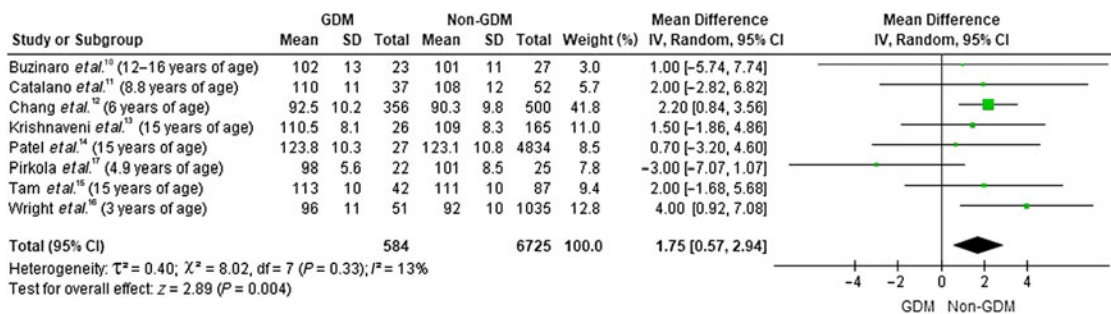 GDM Non-GDM Mean Difference Mean Difference
Study or Subgroup Mean SD Total Mean SD Total Weight (%) IV, Random, 95% CI IV, Random, 95% CI
Buzinaro et al.¹⁰ (12–16 years of age) 102 13 23 101 11 27 3.0 1.00 [−5.74, 7.74]
Catalano et al.¹¹ (8.8 years of age) 110 11 37 108 12 52 5.7 2.00 [−2.82, 6.82]
Chang et al.¹² (6 years of age) 92.5 10.2 356 90.3 9.8 500 41.8 2.20 [0.84, 3.56]
Krishnaveni et al.¹³ (15 years of age) 110.5 8.1 26 109 8.3 165 11.0 1.50 [−1.86, 4.86]
Patel et al.¹⁴ (15 years of age) 123.8 10.3 27 123.1 10.8 4834 8.5 0.70 [−3.20, 4.60]
Pirkola et al.¹⁷ (4.9 years of age) 98 5.6 22 101 8.5 25 7.8 −3.00 [−7.07, 1.07]
Tam et al.¹⁵ (15 years of age) 113 10 42 111 10 87 9.4 2.00 [−1.68, 5.68]
Wright et al.¹⁶ (3 years of age) 96 11 51 92 10 1035 12.8 4.00 [0.92, 7.08]
Total (95% CI) 584 6725 100.0 1.75 [0.57, 2.94]
Heterogeneity: τ² = 0.40; χ² = 8.02, df = 7 (P = 0.33); I² = 13%
Test for overall effect: z = 2.89 (P = 0.004)
−4 −2 0 2 4
GDM Non-GDM